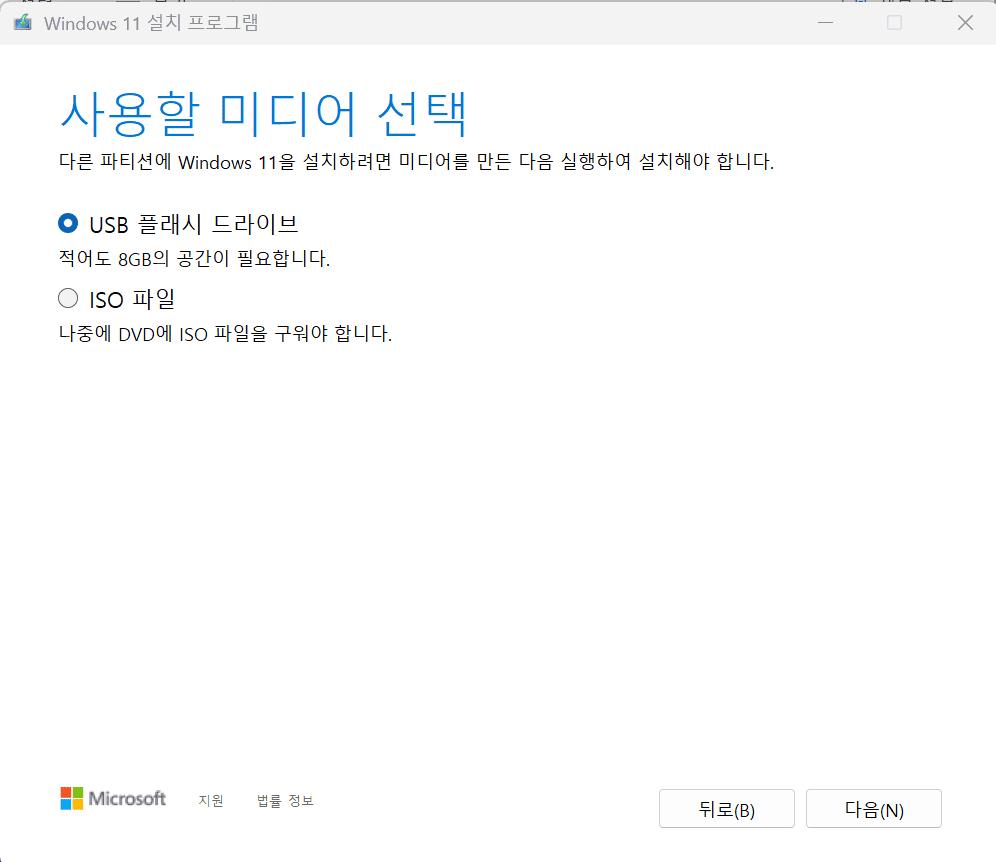 Windows 11 설치 프로그램
사용할 미디어 선택
다른 파티션에 Windows 11을 설치하려면 미디어를 만든 다음 실행하여 설치해야 합니다.
USB 플래시 드라이브
적어도 8GB의 공간이 필요합니다.
ISO 파일
나중에 DVD에 ISO 파일을 구워야 합니다.
Microsoft 지원 법률 정보 뒤로(B) 다음(N)